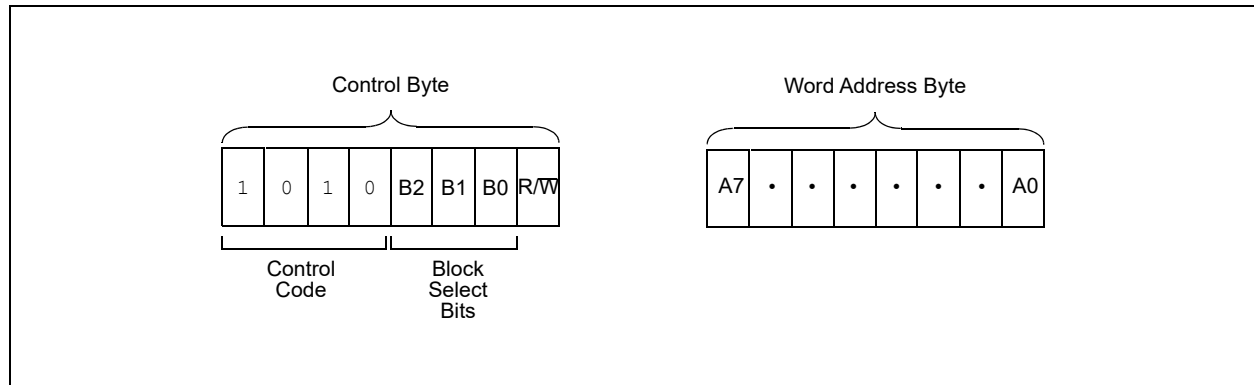 Control Byte
Word Address Byte
1 0 1 0 B2 B1 B0 R/W̅
A7 • • • • • • A0
Control
Code
Block
Select
Bits